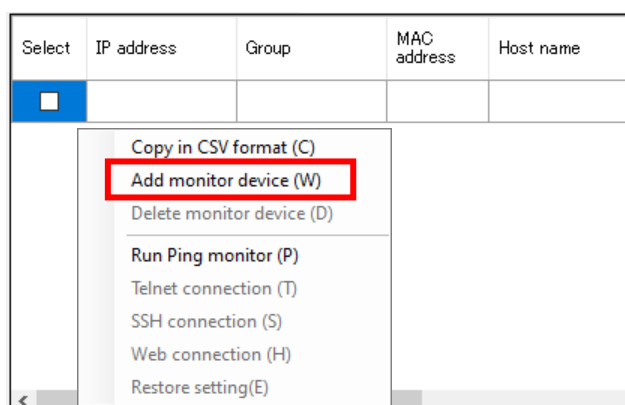 Select IP address Group MAC address Host name
Copy in CSV format (C)
Add monitor device (W)
Delete monitor device (D)
Run Ping monitor (P)
Telnet connection (T)
SSH connection (S)
Web connection (H)
Restore setting(E)